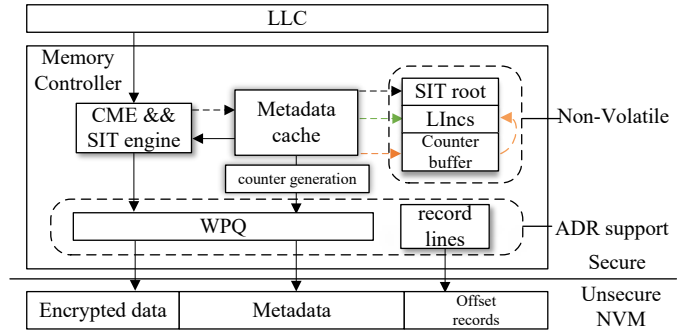 LLC
Memory
Controller
CME &&
SIT engine
Metadata
cache
SIT root
LIncs
Counter
buffer
Non-Volatile
counter generation
WPQ
record
lines
ADR support
Secure
Encrypted data
Metadata
Offset
records
Unsecure
NVM